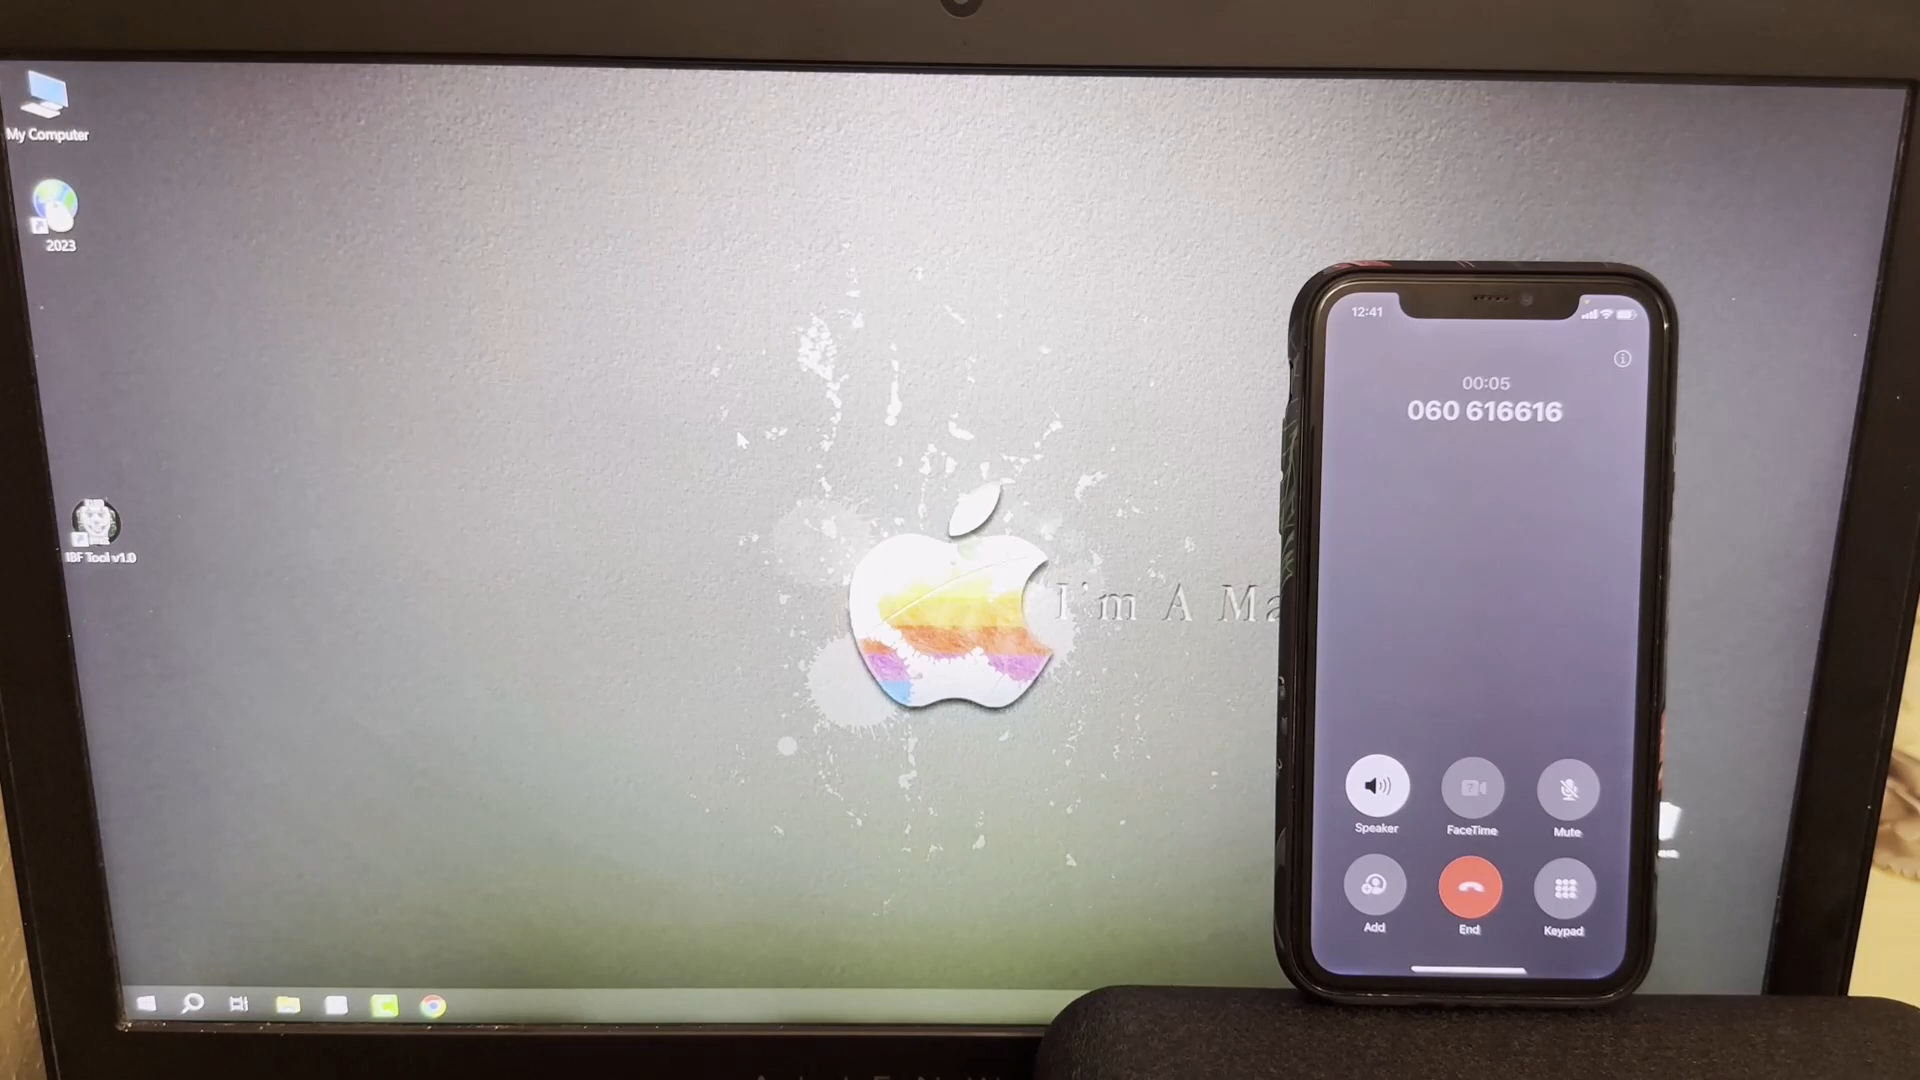 My Computer
2023
IBF Tool v1.0
I'm A Ma
12:41
00:05
060 616616
Speaker
FaceTime
Mute
Add
End
Keypad